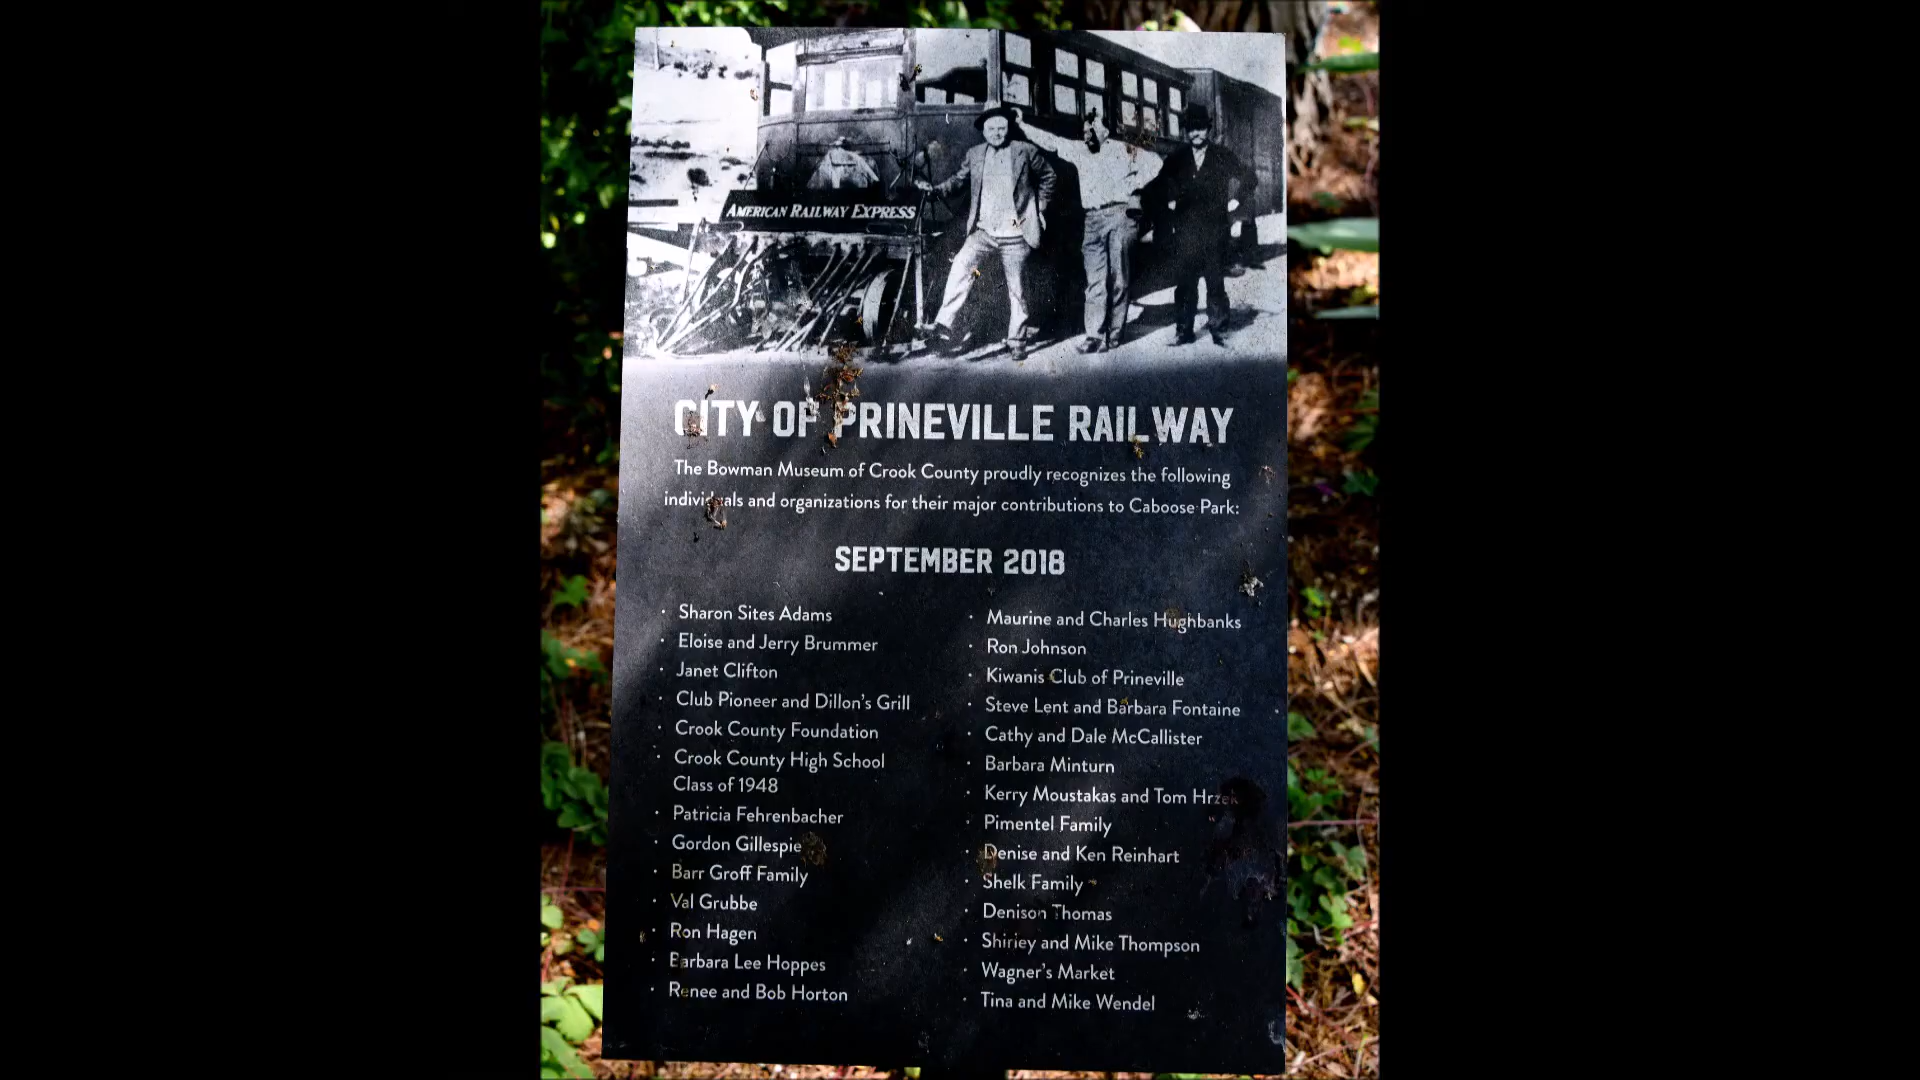 AMERICAN RAILWAY EXPRESS
CITY OF PRINEVILLE RAILWAY
The Bowman Museum of Crook County proudly recognizes the following
individuals and organizations for their major contributions to Caboose Park:
SEPTEMBER 2018
· Sharon Sites Adams
· Eloise and Jerry Brummer
· Janet Clifton
· Club Pioneer and Dillon's Grill
· Crook County Foundation
· Crook County High School
Class of 1948
· Patricia Fehrenbacher
· Gordon Gillespie
· Barr Groff Family
· Val Grubbe
· Ron Hagen
· Barbara Lee Hoppes
· Renee and Bob Horton
· Maurine and Charles Hughbanks
· Ron Johnson
· Kiwanis Club of Prineville
· Steve Lent and Barbara Fontaine
· Cathy and Dale McCallister
· Barbara Minturn
· Kerry Moustakas and Tom Hrzek
· Pimentel Family
· Denise and Ken Reinhart
· Shelk Family
· Denison Thomas
· Shirley and Mike Thompson
· Wagner's Market
· Tina and Mike Wendel